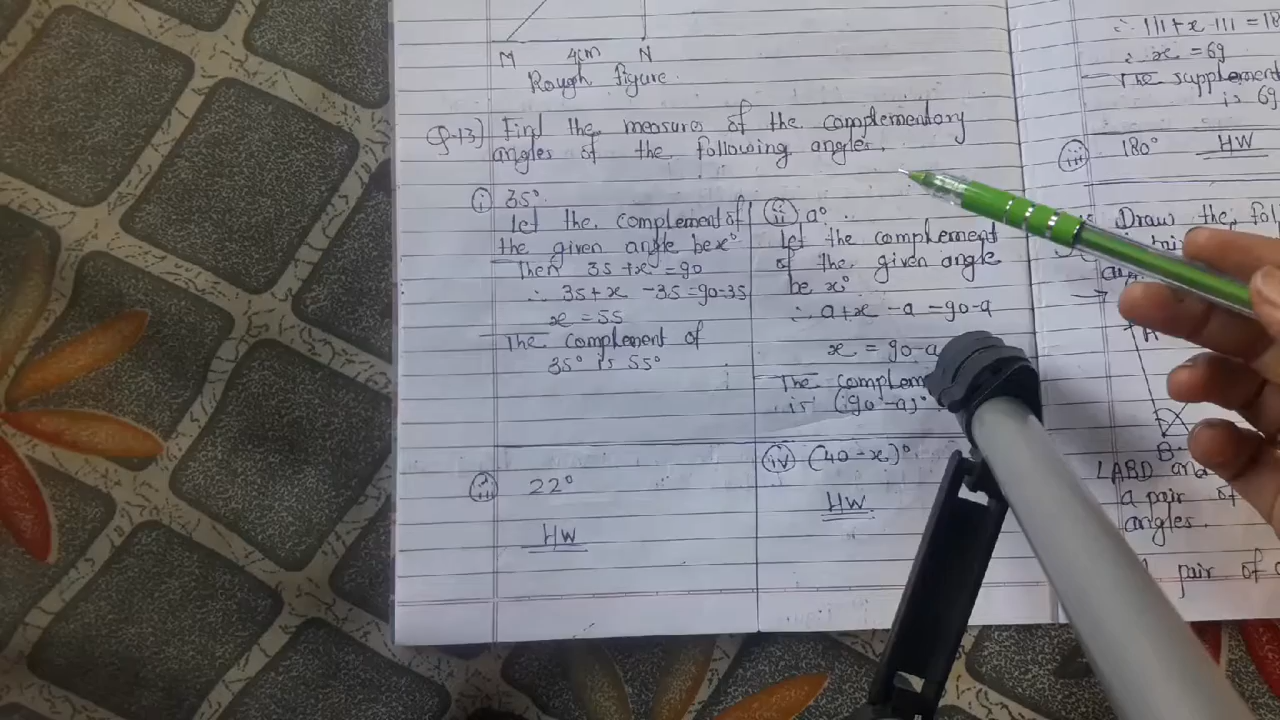 M 4cm N
Rough Figure.
Q-13) Find the measures of the complementary
angles of the following angles.
(i) 35°.
Let the complement of
the given angle be x°
Then 35+x=90
∴ 35+x -35=90-35
x=55
The complement of
35° is 55°
(ii) a°.
Let the complement
of the given angle
be x°
∴ a+x -a =90-a
x = 90-a
The complem
is (90-a)°.
22°
HW
(iv) (40-x)°
HW
∴ 111+x-111=18
∴ x =69
The supplement
is 69
(iii) 180° HW
Draw the fol
A
B
LABD and
a pair of
angles.
pair of